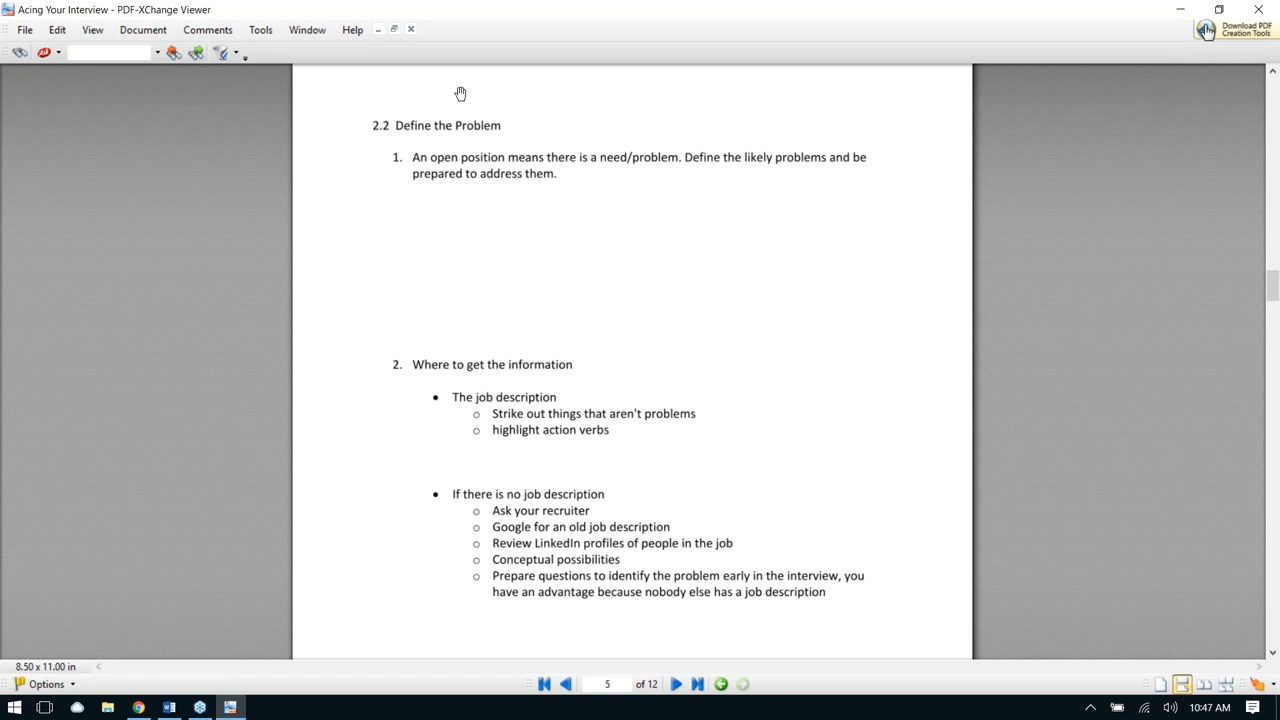 Acing Your Interview - PDF-XChange Viewer
File Edit View Document Comments Tools Window Help
Download PDF
Creation Tools
2.2 Define the Problem
1. An open position means there is a need/problem. Define the likely problems and be
prepared to address them.
2. Where to get the information
• The job description
o Strike out things that aren't problems
o highlight action verbs
• If there is no job description
o Ask your recruiter
o Google for an old job description
o Review LinkedIn profiles of people in the job
o Conceptual possibilities
o Prepare questions to identify the problem early in the interview, you
have an advantage because nobody else has a job description
8.50 x 11.00 in
Options 5 of 12
10:47 AM